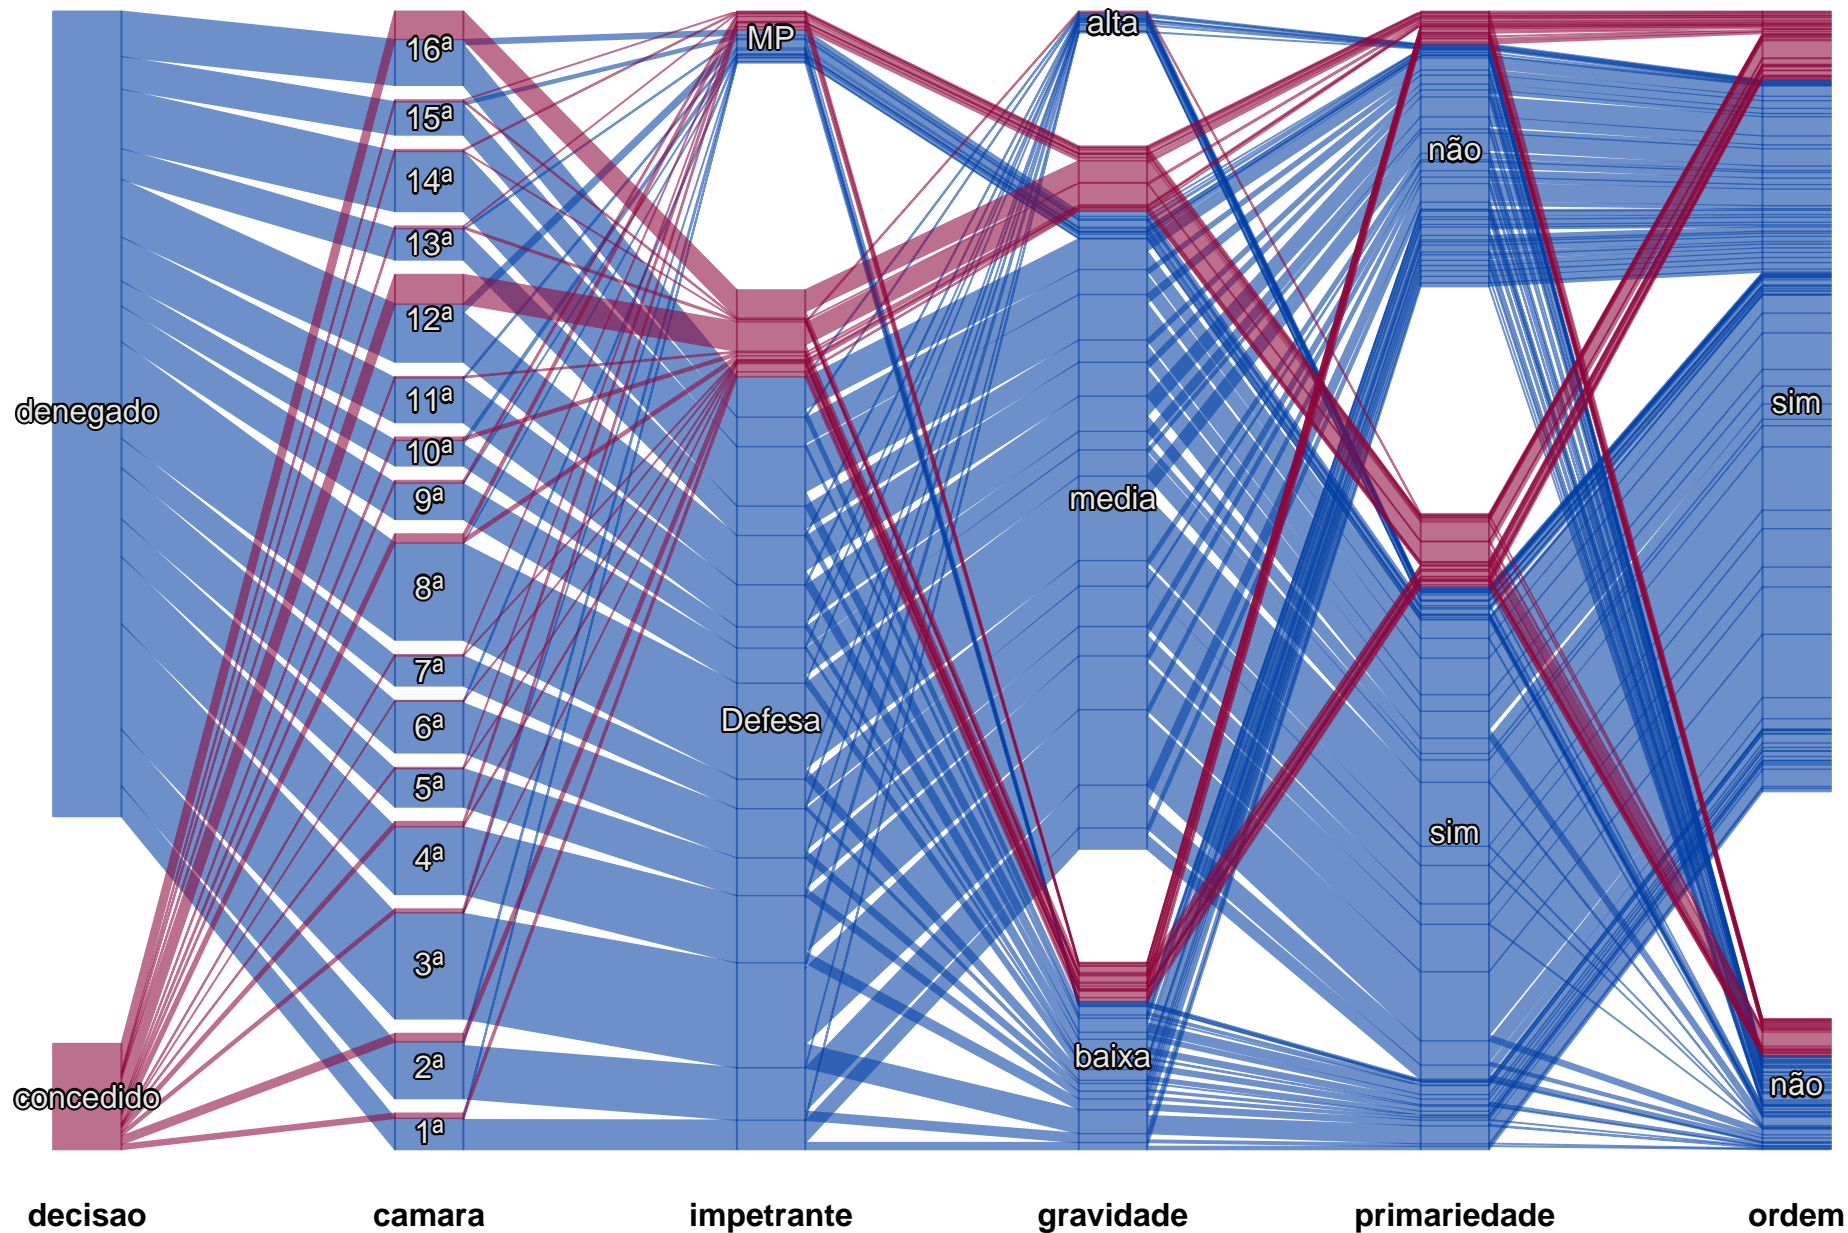 denegado
concedido
16ª
15ª
14ª
13ª
12ª
11ª
10ª
9ª
8ª
7ª
6ª
5ª
4ª
3ª
2ª
1ª
MP
Defesa
alta
media
baixa
não
sim
sim
não
decisao camara impetrante gravidade primariedade ordem